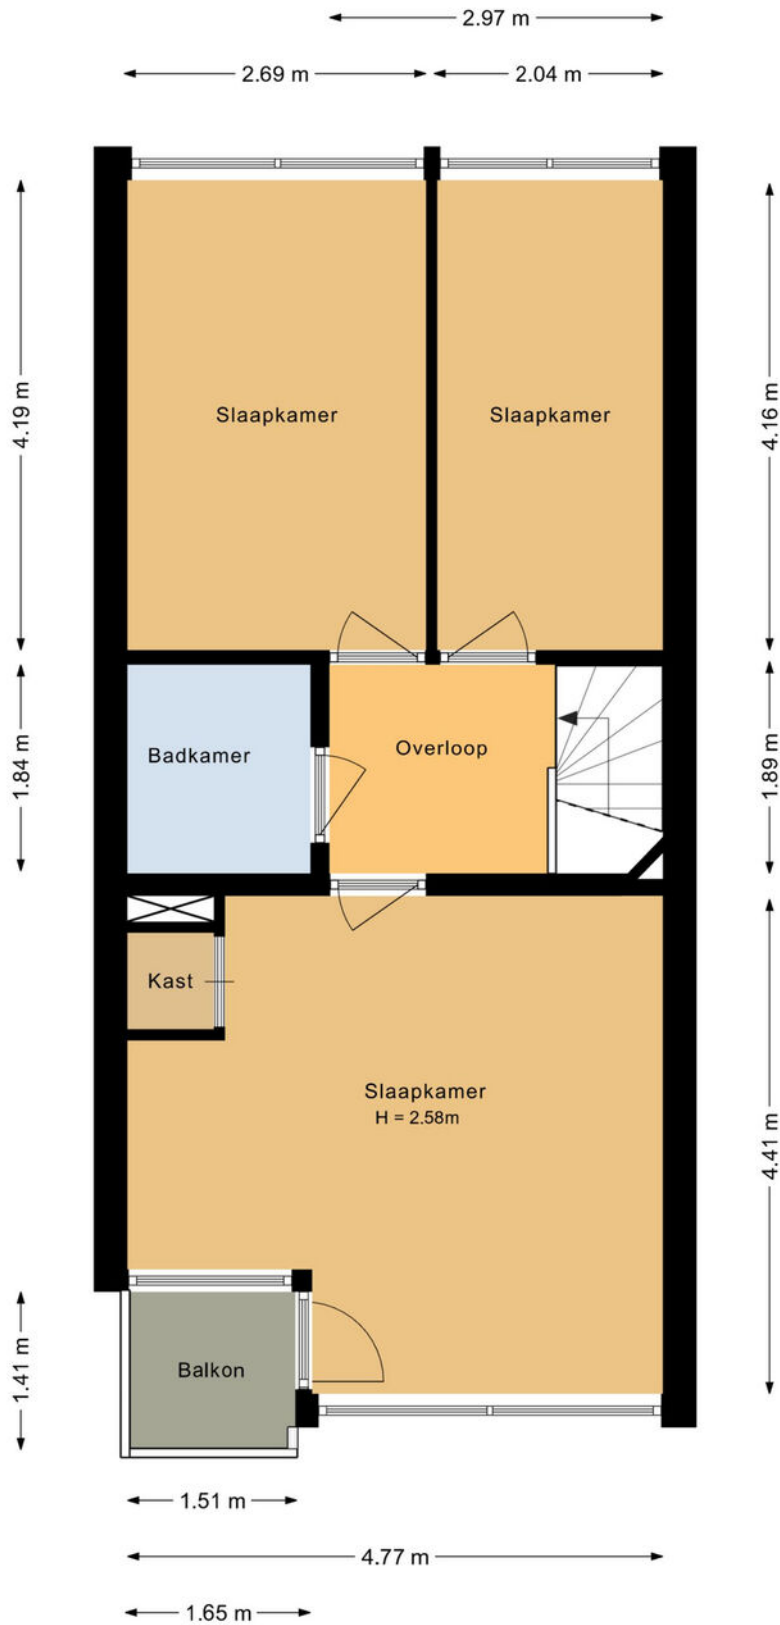 2.97 m
2.69 m
2.04 m
4.19 m
4.16 m
Slaapkamer
Slaapkamer
1.84 m
1.89 m
Badkamer
Overloop
Kast
Slaapkamer
H = 2.58m
4.41 m
1.41 m
Balkon
1.51 m
4.77 m
1.65 m